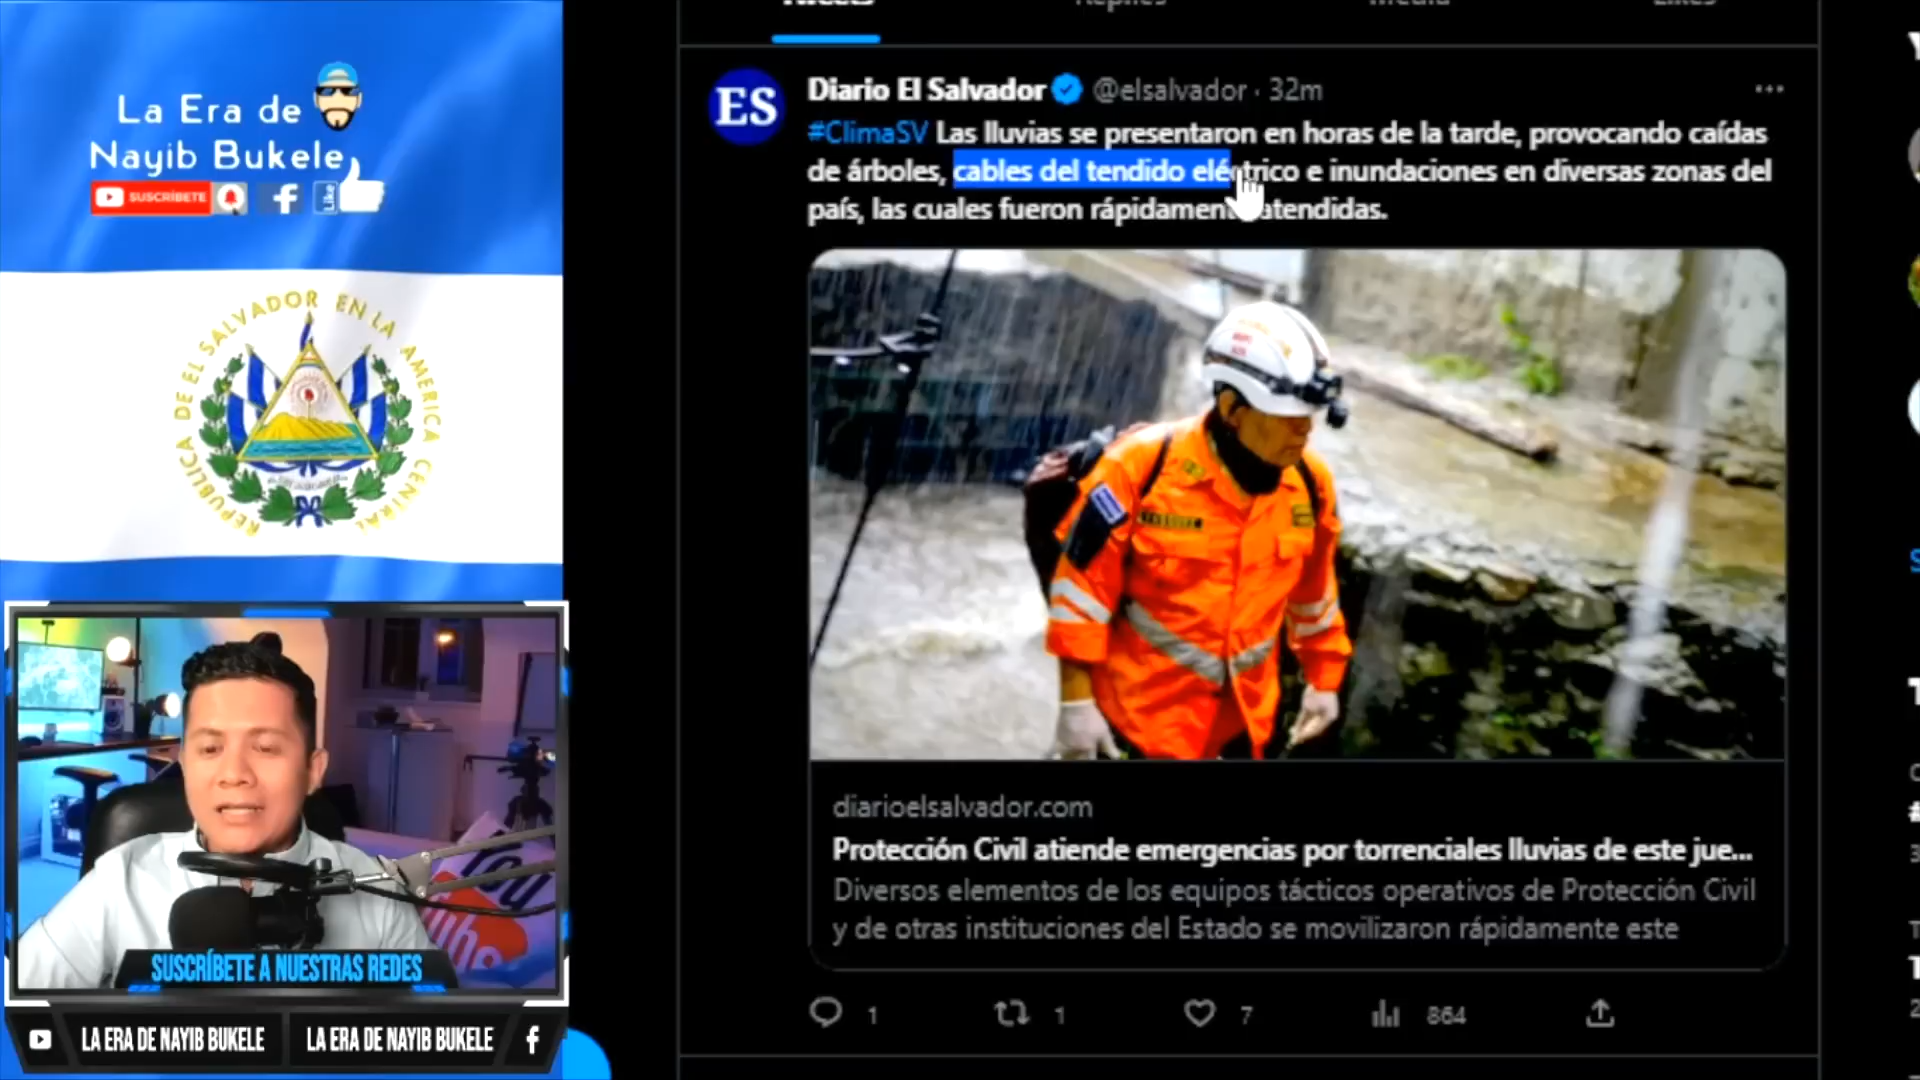 La Era de
Nayib Bukele
SUSCRÍBETE
Like
REPUBLICA DE EL SALVADOR EN LA AMERICA CENTRAL
SUSCRÍBETE A NUESTRAS REDES
LA ERA DE NAYIB BUKELE
LA ERA DE NAYIB BUKELE
Tweets
Replies
Media
Likes
ES
Diario El Salvador @elsalvador · 32m
#ClimaSV Las lluvias se presentaron en horas de la tarde, provocando caídas
de árboles, cables del tendido eléctrico e inundaciones en diversas zonas del
país, las cuales fueron rápidamente atendidas.
diarioelsalvador.com
Protección Civil atiende emergencias por torrenciales lluvias de este jue...
Diversos elementos de los equipos tácticos operativos de Protección Civil
y de otras instituciones del Estado se movilizaron rápidamente este
1
1
7
864